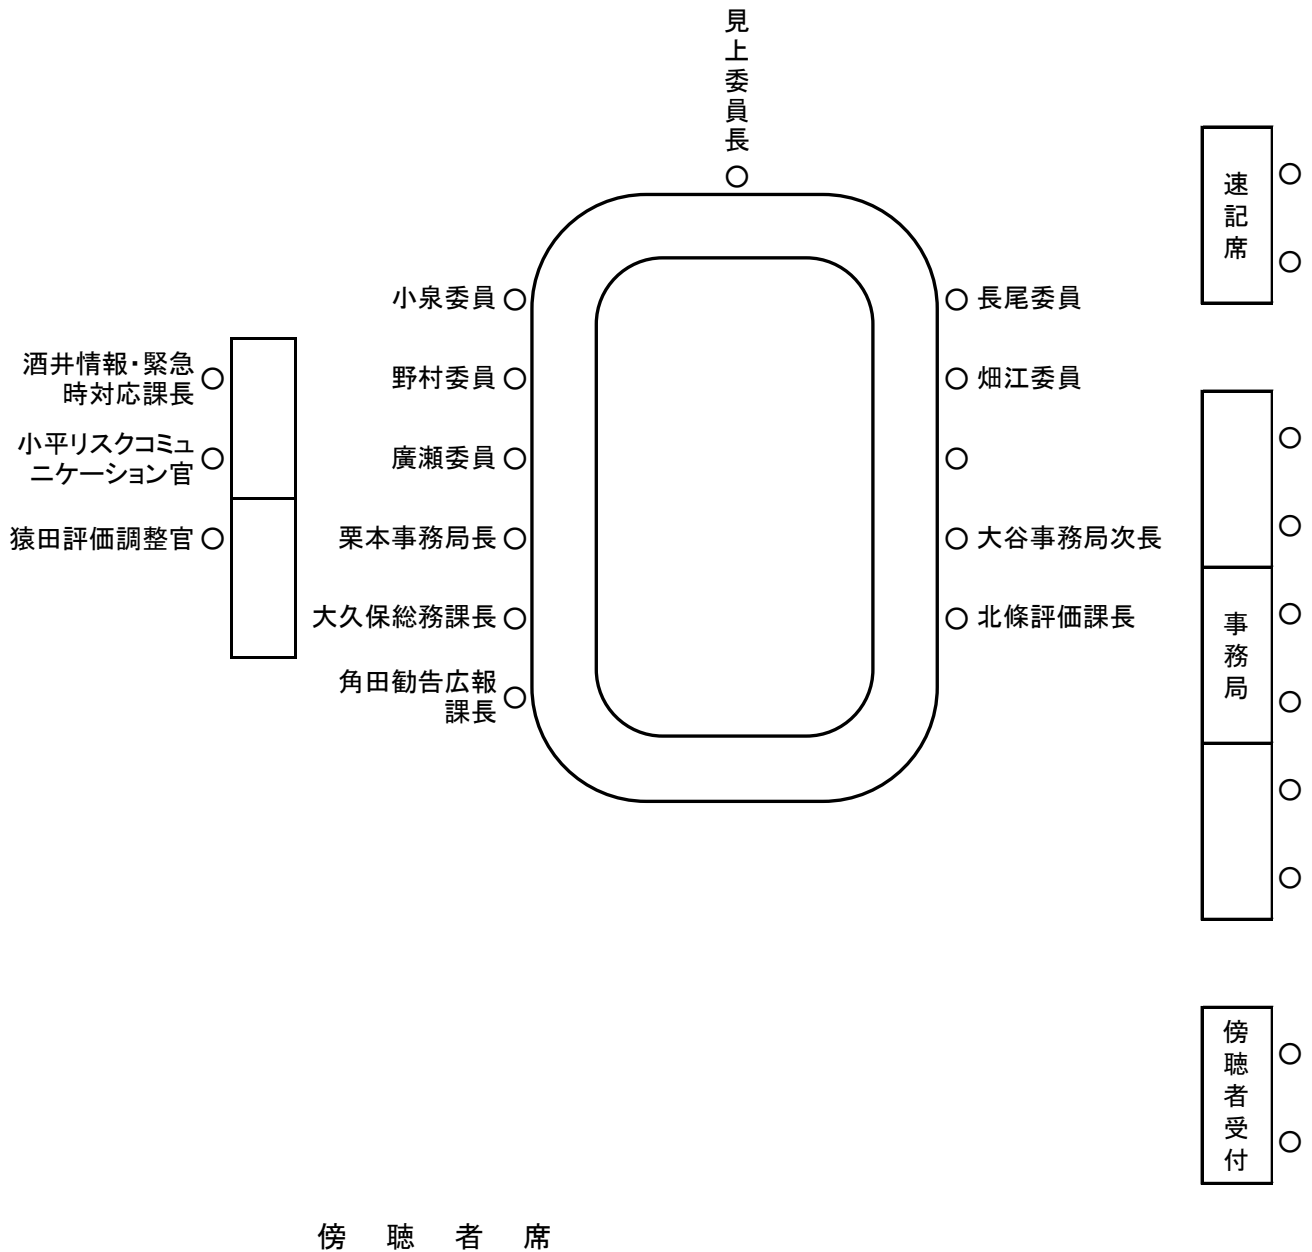 見上委員長
速記席
小泉委員
長尾委員
酒井情報・緊急
時対応課長
野村委員
畑江委員
小平リスクコミュ
ニケーション官
廣瀬委員
猿田評価調整官
栗本事務局長
大谷事務局次長
大久保総務課長
北條評価課長
事務局
角田勧告広報
課長
傍聴者受付
傍聴者席